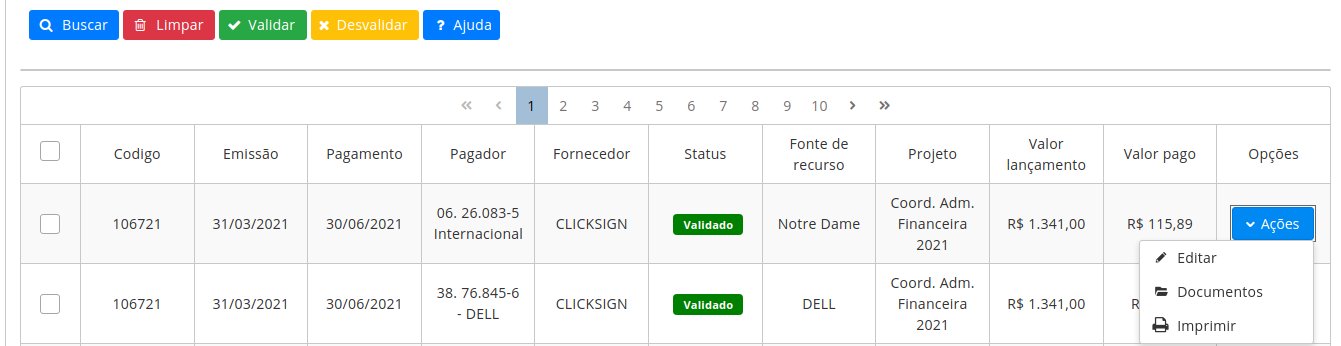 Buscar Limpar Validar Desvalidar ? Ajuda
« ‹ 1 2 3 4 5 6 7 8 9 10 › »
Codigo Emissão Pagamento Pagador Fornecedor Status Fonte de recurso Projeto Valor lançamento Valor pago Opções
106721 31/03/2021 30/06/2021 06. 26.083-5 Internacional CLICKSIGN Validado Notre Dame Coord. Adm. Financeira 2021 R$ 1.341,00 R$ 115,89 Ações
Editar
Documentos
Imprimir
106721 31/03/2021 30/06/2021 38. 76.845-6 - DELL CLICKSIGN Validado DELL Coord. Adm. Financeira 2021 R$ 1.341,00